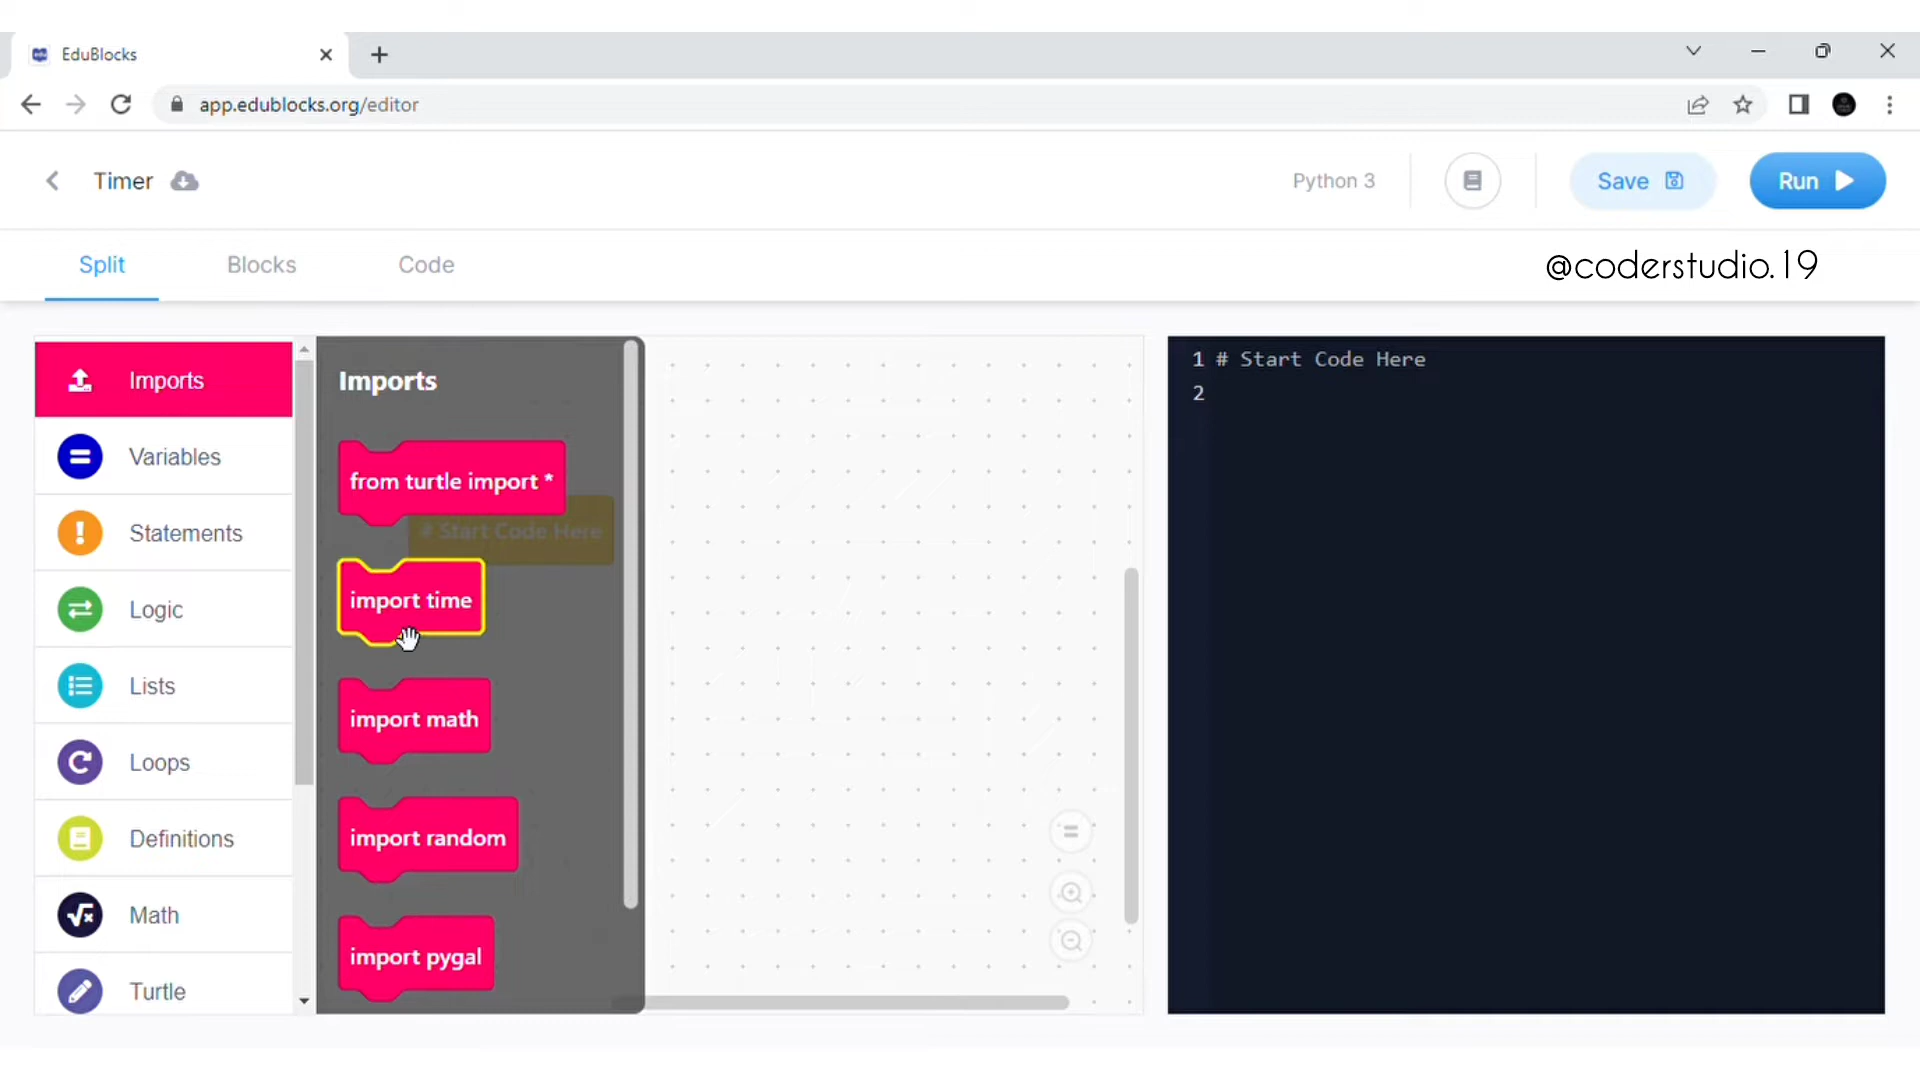 EduBlocks
app.edublocks.org/editor
Timer
Python 3
Save
Run
Split
Blocks
Code
@coderstudio.19
Imports
Variables
Statements
Logic
Lists
Loops
Definitions
Math
Turtle
Imports
from turtle import *
# Start Code Here
import time
import math
import random
import pygal
1 # Start Code Here
2